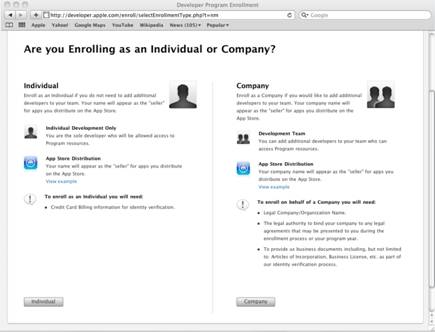 Developer Program Enrollment
http://developer.apple.com/enroll/selectEnrollmentType.php?t=nm
Google
Apple Yahoo! Google Maps YouTube Wikipedia News (105) Popular
Are you Enrolling as an Individual or Company?
Individual
Enroll as an Individual if you do not need to add additional
developers to your team. Your name will appear as the "seller"
for apps you distribute on the App Store.
Individual Development Only
You are the sole developer who will be allowed access to
Program resources.
App Store Distribution
Your name will appear as the "seller" for apps you distribute
on the App Store.
View example
To enroll as an Individual you will need:
• Credit Card Billing information for identity verification.
Individual
Company
Enroll as a Company if you would like to add additional
developers to your team. Your company name will
appear as the "seller" for apps you distribute on the
App Store.
Development Team
You can add additional developers to your team who can
access Program resources.
App Store Distribution
Your company name will appear as the "seller" for apps you
distribute on the App Store.
View example
To enroll on behalf of a Company you will need:
• Legal Company/Organization Name.
• The legal authority to bind your company to any legal
agreements that may be presented to you during the
enrollment process or your program year.
• To provide us business documents including, but not limited
to: Articles of Incorporation, Business License, etc. as part of
our identity verification process.
Company